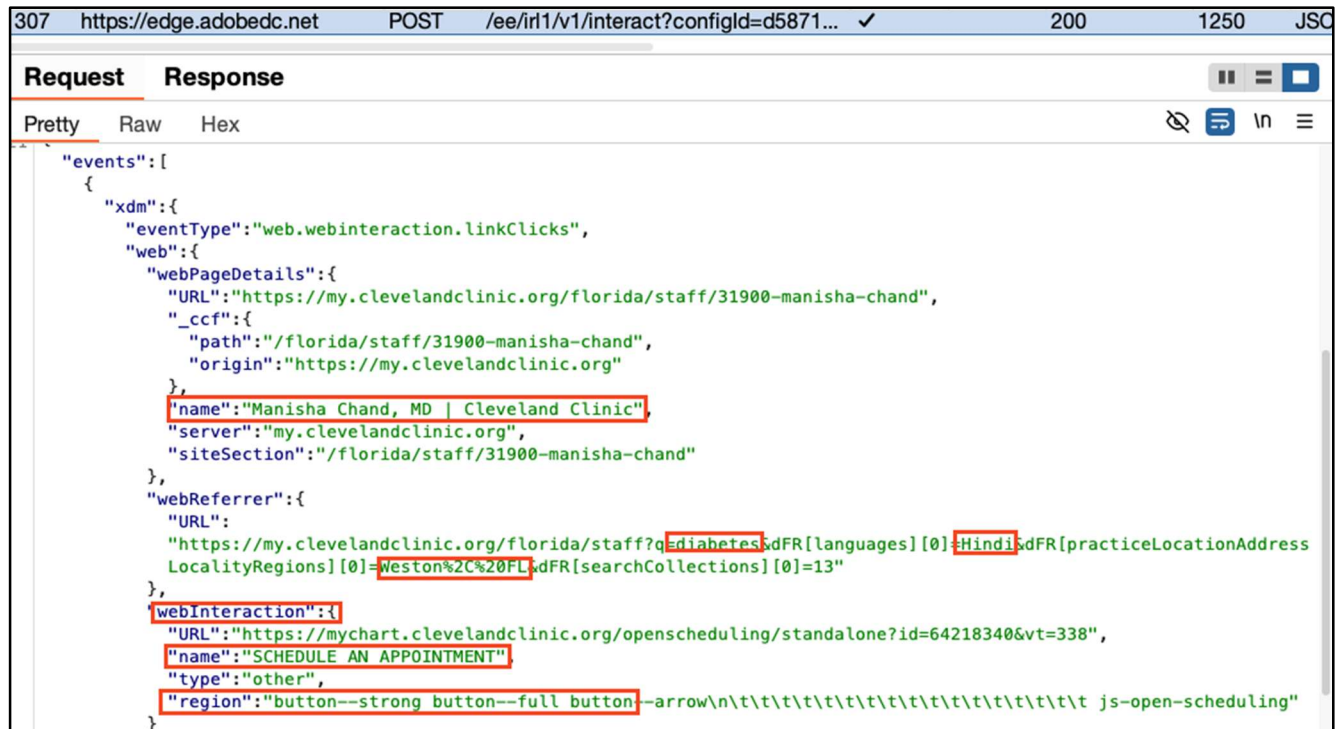 307 https://edge.adobedc.net POST /ee/irl1/v1/interact?configId=d5871... ✓ 200 1250 JSO
Request Response
Pretty Raw Hex \n
"events":[
{
"xdm":{
"eventType":"web.webinteraction.linkClicks",
"web":{
"webPageDetails":{
"URL":"https://my.clevelandclinic.org/florida/staff/31900-manisha-chand",
"_ccf":{
"path":"/florida/staff/31900-manisha-chand",
"origin":"https://my.clevelandclinic.org"
},
"name":"Manisha Chand, MD | Cleveland Clinic",
"server":"my.clevelandclinic.org",
"siteSection":"/florida/staff/31900-manisha-chand"
},
"webReferrer":{
"URL":
"https://my.clevelandclinic.org/florida/staff?q=diabetes&dFR[languages][0]=Hindi&dFR[practiceLocationAddress
LocalityRegions][0]=Weston%2C%20FL&dFR[searchCollections][0]=13"
},
"webInteraction":{
"URL":"https://mychart.clevelandclinic.org/openscheduling/standalone?id=64218340&vt=338",
"name":"SCHEDULE AN APPOINTMENT",
"type":"other",
"region":"button--strong button--full button--arrow\n\t\t\t\t\t\t\t\t\t\t\t\t\t\t\t\t\t js-open-scheduling"
}